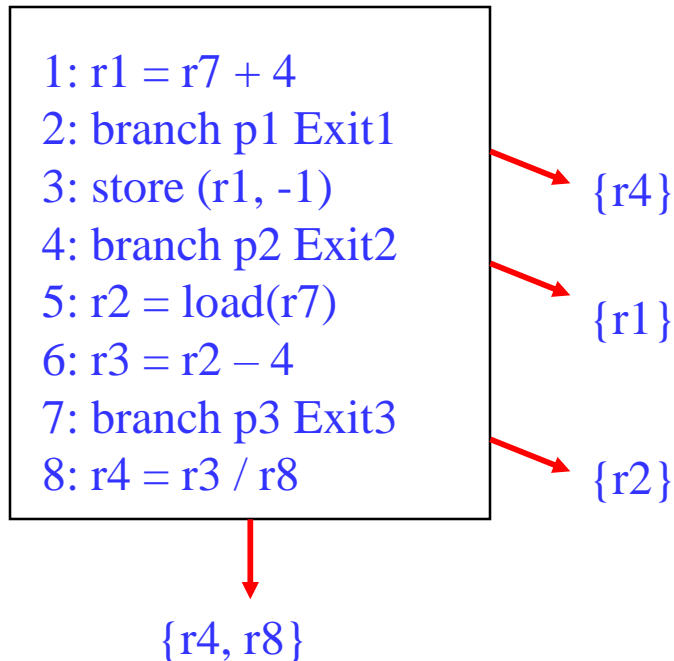 1: r1 = r7 + 4
2: branch p1 Exit1
3: store (r1, -1)
4: branch p2 Exit2
5: r2 = load(r7)
6: r3 = r2 – 4
7: branch p3 Exit3
8: r4 = r3 / r8
{r4}
{r1}
{r2}
{r4, r8}